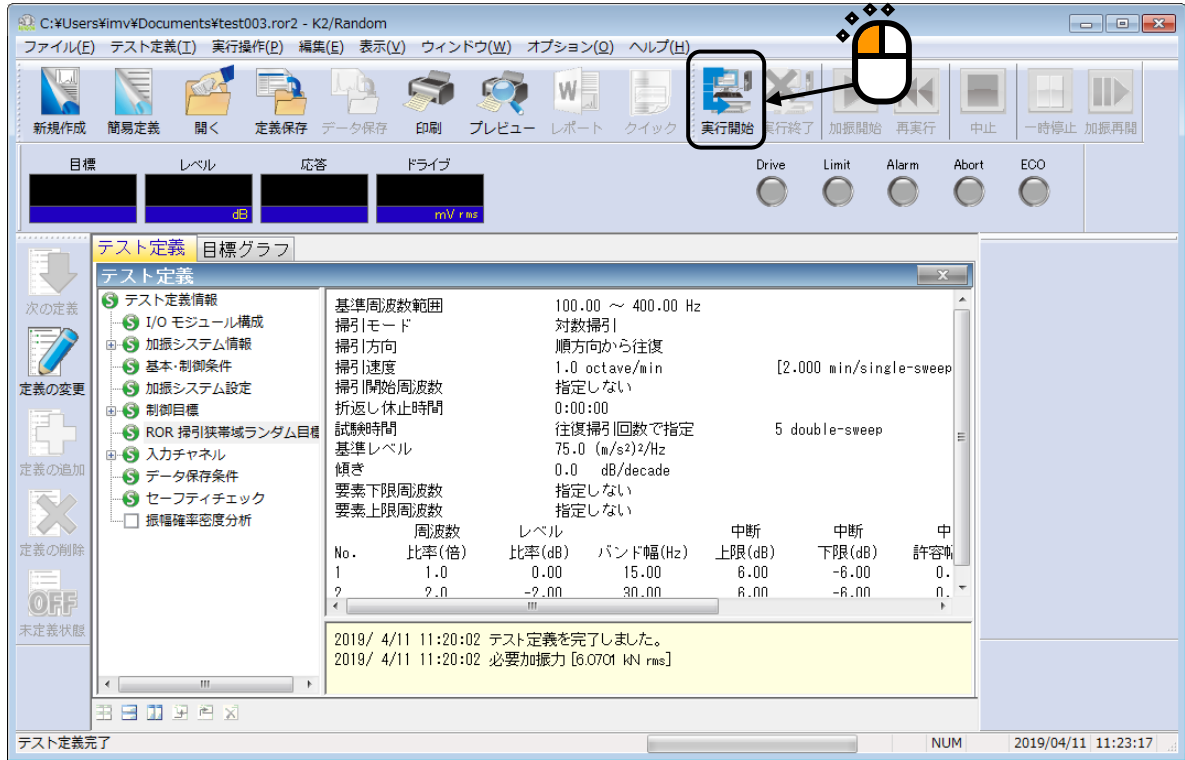 C:¥Users¥imv¥Documents¥test003.ror2 - K2/Random
ファイル(F) テスト定義(T) 実行操作(P) 編集(E) 表示(V) ウィンドウ(W) オプション(O) ヘルプ(H)
新規作成 簡易定義 開く 定義保存 データ保存 印刷 プレビュー レポート クイック 実行開始 実行終了 加振開始 再実行 中止 一時停止 加振再開
目標 レベル 応答 ドライブ Drive Limit Alarm Abort ECO
dB mV rms
テスト定義 目標グラフ
テスト定義
次の定義
定義の変更
定義の追加
定義の削除
OFF
未定義状態
テスト定義情報
I/O モジュール構成
加振システム情報
基本・制御条件
加振システム設定
制御目標
ROR 掃引狭帯域ランダム目標
入力チャネル
データ保存条件
セーフティチェック
振幅確率密度分析
基準周波数範囲 100.00 ～ 400.00 Hz
掃引モード 対数掃引
掃引方向 順方向から往復
掃引速度 1.0 octave/min [2.000 min/single-sweep
掃引開始周波数 指定しない
折返し休止時間 0:00:00
試験時間 往復掃引回数で指定 5 double-sweep
基準レベル 75.0 (m/s²)²/Hz
傾き 0.0 dB/decade
要素下限周波数 指定しない
要素上限周波数 指定しない
周波数 レベル 中断 中断 中
No. 比率(倍) 比率(dB) バンド幅(Hz) 上限(dB) 下限(dB) 許容幅
1 1.0 0.00 15.00 6.00 -6.00 0.
2 2.0 -2.00 30.00 6.00 -6.00 0.
2019/ 4/11 11:20:02 テスト定義を完了しました。
2019/ 4/11 11:20:02 必要加振力 [6.0701 kN rms]
テスト定義完了 NUM 2019/04/11 11:23:17